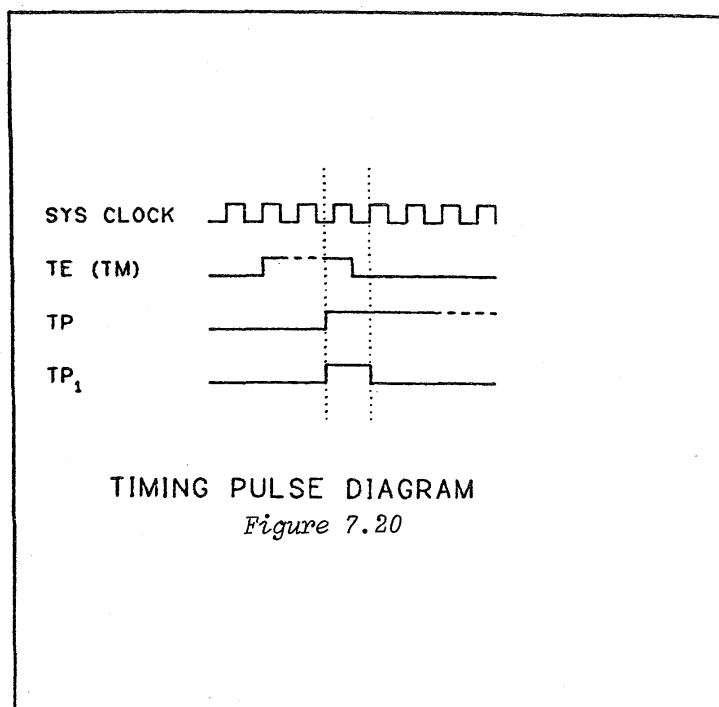 SYS CLOCK
TE (TM)
TP
TP₁
TIMING PULSE DIAGRAM
Figure 7.20